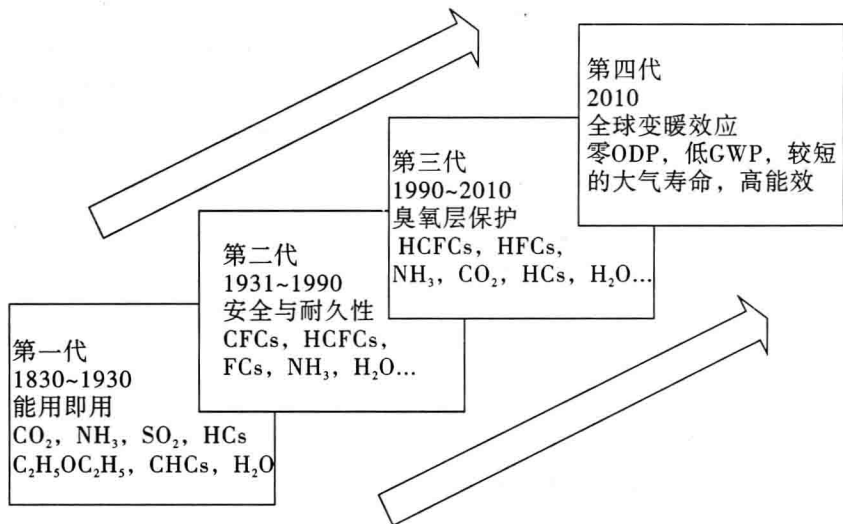 第四代
2010
全球变暖效应
零ODP，低GWP，较短
的大气寿命，高能效
第三代
1990~2010
臭氧层保护
HCFCs，HFCs，
NH₃，CO₂，HCs，H₂O…
第二代
1931~1990
安全与耐久性
CFCs，HCFCs，
FCs，NH₃，H₂O…
第一代
1830~1930
能用即用
CO₂，NH₃，SO₂，HCs
C₂H₅OC₂H₅，CHCs，H₂O